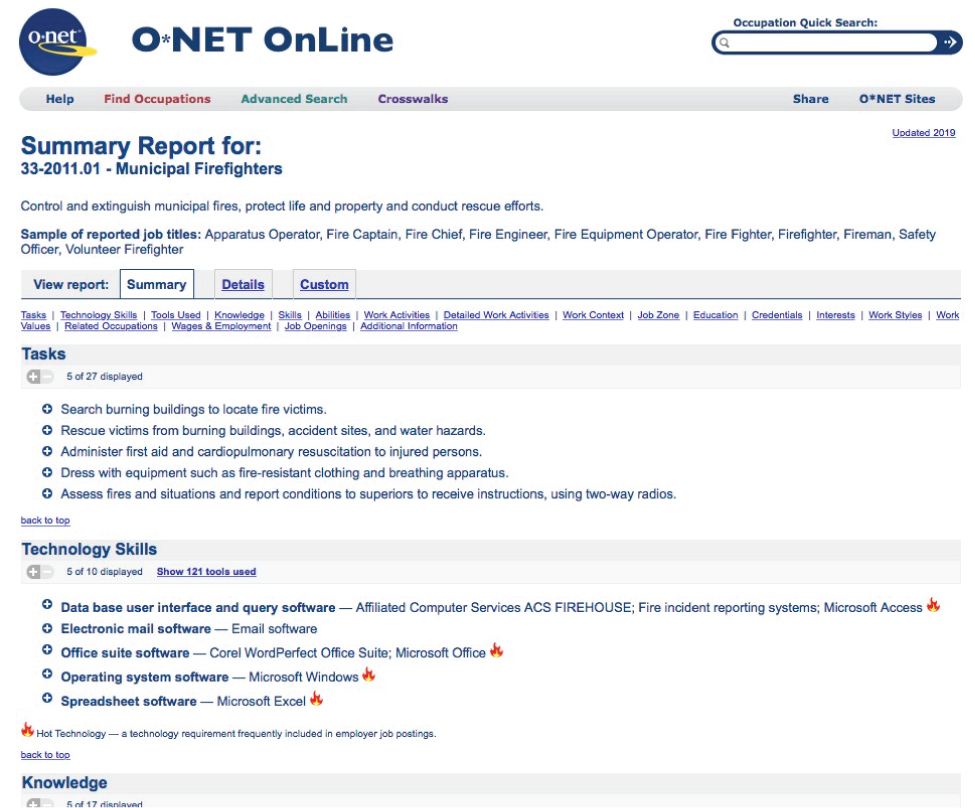 o·net
O*NET OnLine
Occupation Quick Search:
Help Find Occupations Advanced Search Crosswalks Share O*NET Sites
Updated 2019
Summary Report for:
33-2011.01 - Municipal Firefighters
Control and extinguish municipal fires, protect life and property and conduct rescue efforts.
Sample of reported job titles: Apparatus Operator, Fire Captain, Fire Chief, Fire Engineer, Fire Equipment Operator, Fire Fighter, Firefighter, Fireman, Safety
Officer, Volunteer Firefighter
View report: Summary Details Custom
Tasks | Technology Skills | Tools Used | Knowledge | Skills | Abilities | Work Activities | Detailed Work Activities | Work Context | Job Zone | Education | Credentials | Interests | Work Styles | Work
Values | Related Occupations | Wages & Employment | Job Openings | Additional Information
Tasks
5 of 27 displayed
Search burning buildings to locate fire victims.
Rescue victims from burning buildings, accident sites, and water hazards.
Administer first aid and cardiopulmonary resuscitation to injured persons.
Dress with equipment such as fire-resistant clothing and breathing apparatus.
Assess fires and situations and report conditions to superiors to receive instructions, using two-way radios.
back to top
Technology Skills
5 of 10 displayed Show 121 tools used
Data base user interface and query software — Affiliated Computer Services ACS FIREHOUSE; Fire incident reporting systems; Microsoft Access
Electronic mail software — Email software
Office suite software — Corel WordPerfect Office Suite; Microsoft Office
Operating system software — Microsoft Windows
Spreadsheet software — Microsoft Excel
Hot Technology — a technology requirement frequently included in employer job postings.
back to top
Knowledge
5 of 17 displayed